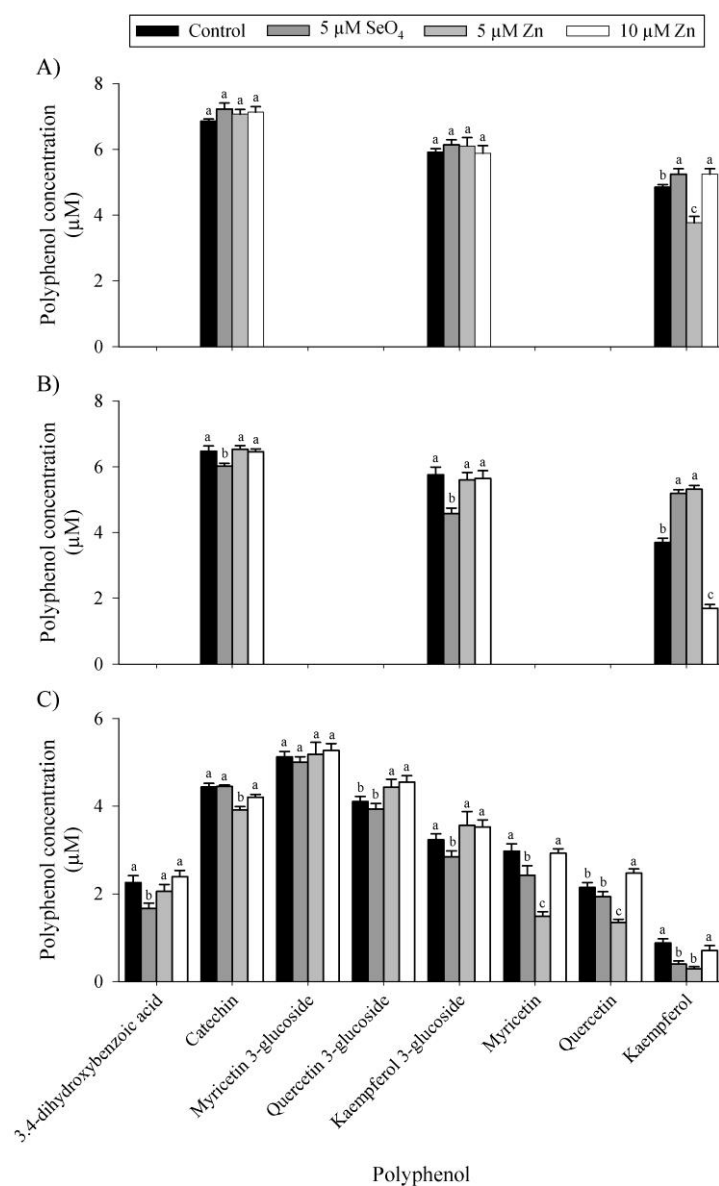 Control 5 µM SeO₄ 5 µM Zn 10 µM Zn
A)
Polyphenol concentration
(µM)
8
6
4
2
0
a a a a
a a a a
b a c a
B)
Polyphenol concentration
(µM)
8
6
4
2
0
a b a a
a b a a
b a a c
C)
Polyphenol concentration
(µM)
6
4
2
0
a b a a
a a b a
a a a a
b b a a
a b a a
a b c a
b b c a
a b b a
3.4-dihydroxybenzoic acid
Catechin
Myricetin 3-glucoside
Quercetin 3-glucoside
Kaempferol 3-glucoside
Myricetin
Quercetin
Kaempferol
Polyphenol